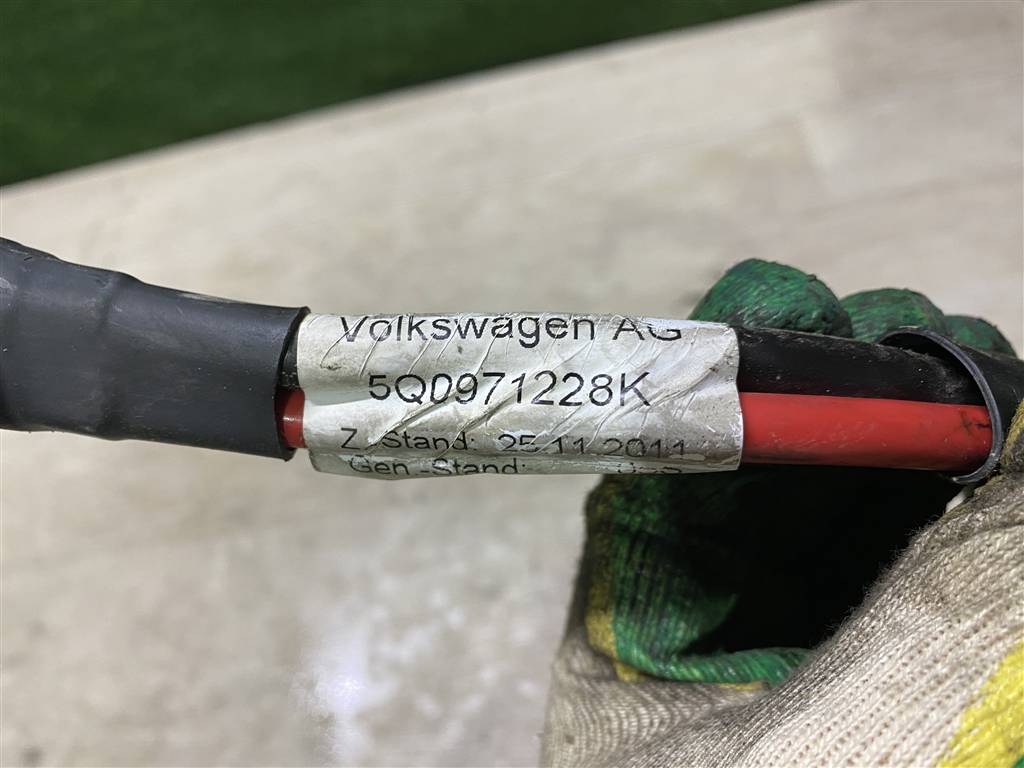 Volkswagen AG
5Q0971228K
Z.-Stand: 25.11.2011
Gen.-Stand: